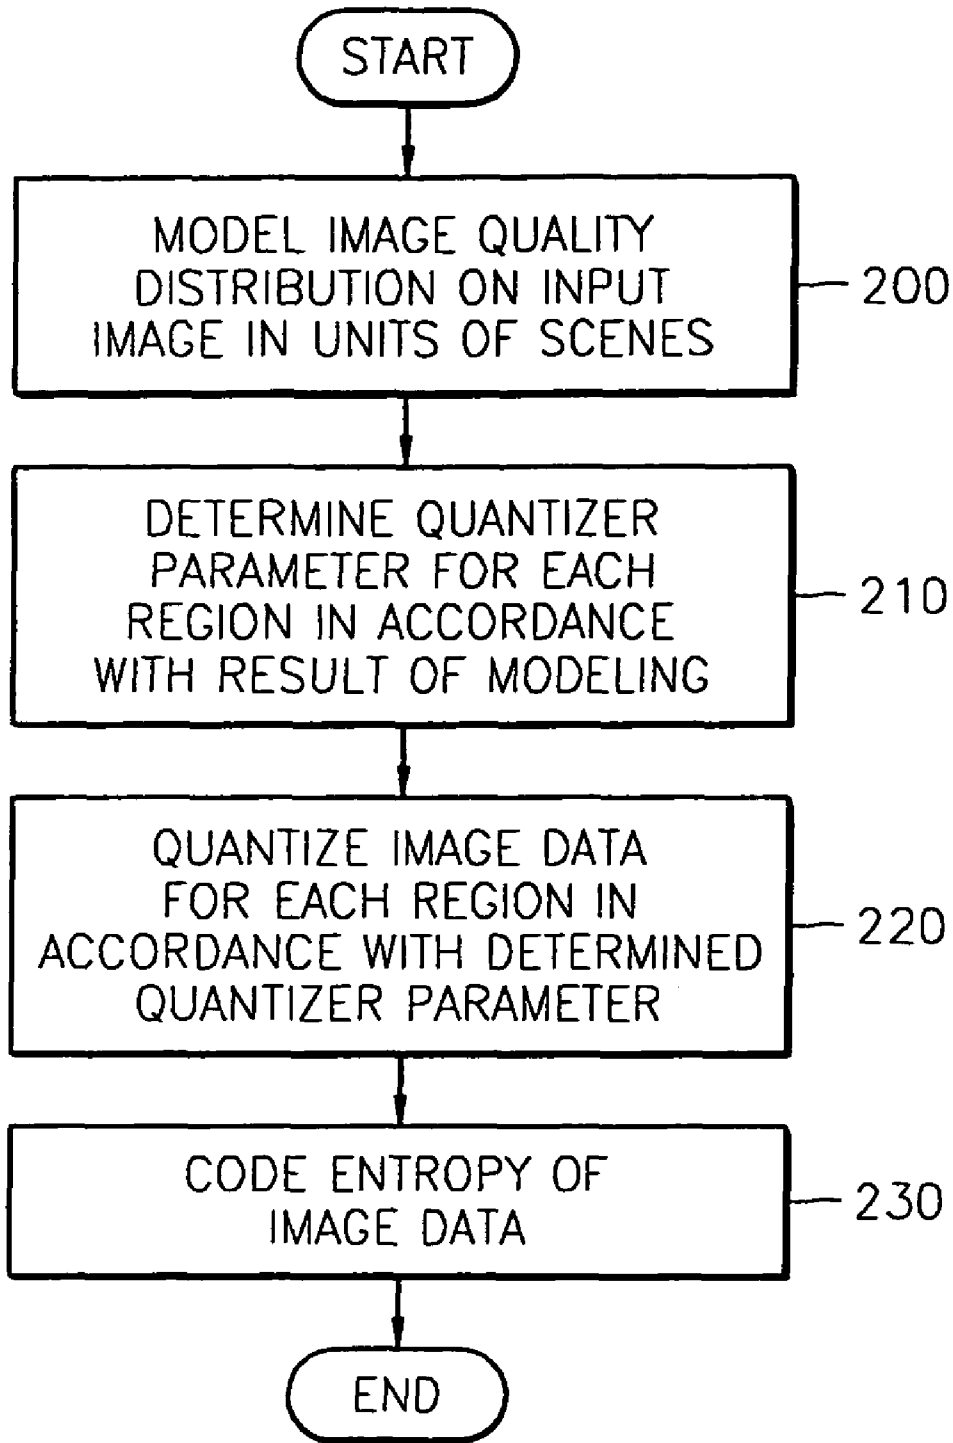 START
MODEL IMAGE QUALITY
DISTRIBUTION ON INPUT
IMAGE IN UNITS OF SCENES
200
DETERMINE QUANTIZER
PARAMETER FOR EACH
REGION IN ACCORDANCE
WITH RESULT OF MODELING
210
QUANTIZE IMAGE DATA
FOR EACH REGION IN
ACCORDANCE WITH DETERMINED
QUANTIZER PARAMETER
220
CODE ENTROPY OF
IMAGE DATA
230
END